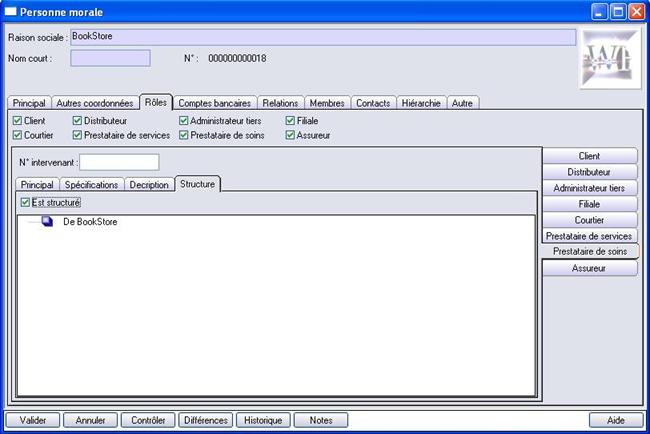 Personne morale
Raison sociale : BookStore
Nom court :
N° : 000000000018
Principal Autres coordonnées Rôles Comptes bancaires Relations Membres Contacts Hiérarchie Autre
Client Distributeur Administrateur tiers Filiale
Courtier Prestataire de services Prestataire de soins Assureur
N° intervenant :
Principal Spécifications Decription Structure
Est structuré
De BookStore
Client
Distributeur
Administrateur tiers
Filiale
Courtier
Prestataire de services
Prestataire de soins
Assureur
Valider Annuler Contrôler Différences Historique Notes Aide